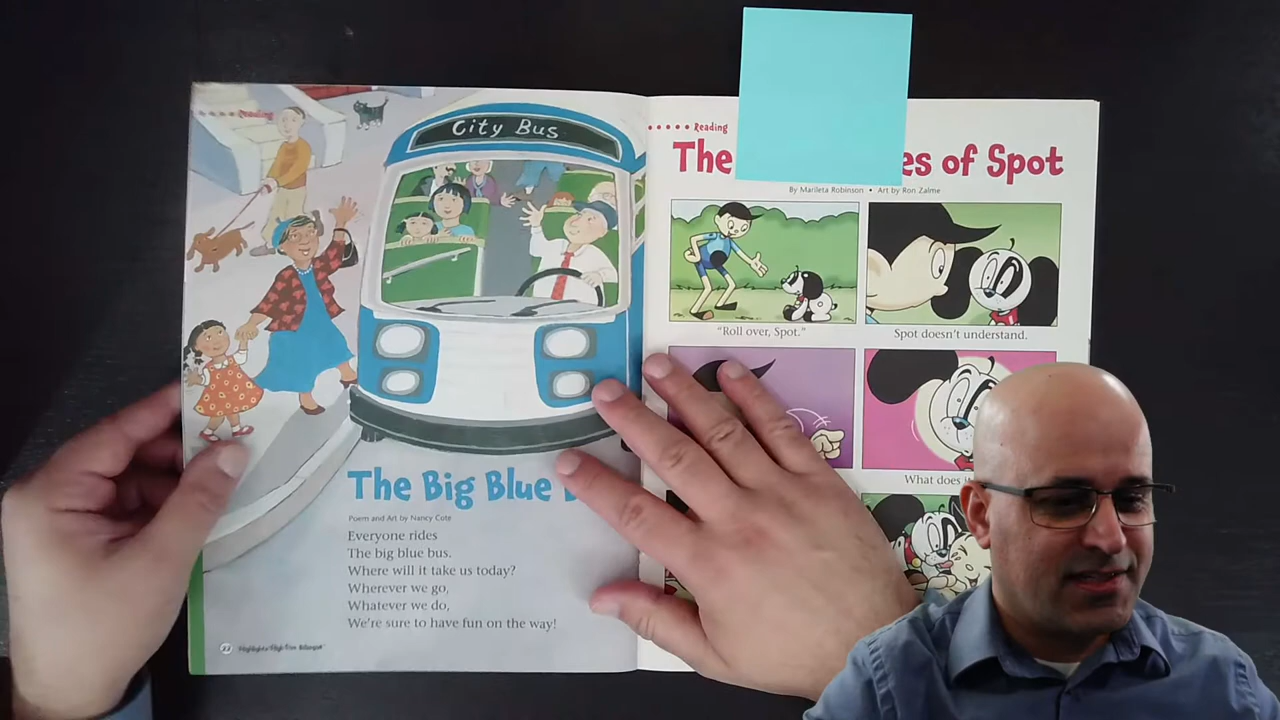 Reading
City Bus
The Big Blue
Poem and Art by Nancy Cote
Everyone rides
The big blue bus.
Where will it take us today?
Wherever we go,
Whatever we do,
We're sure to have fun on the way!
Reading
The es of Spot
By Marileta Robinson • Art by Ron Zalme
"Roll over, Spot."
Spot doesn't understand.
What does